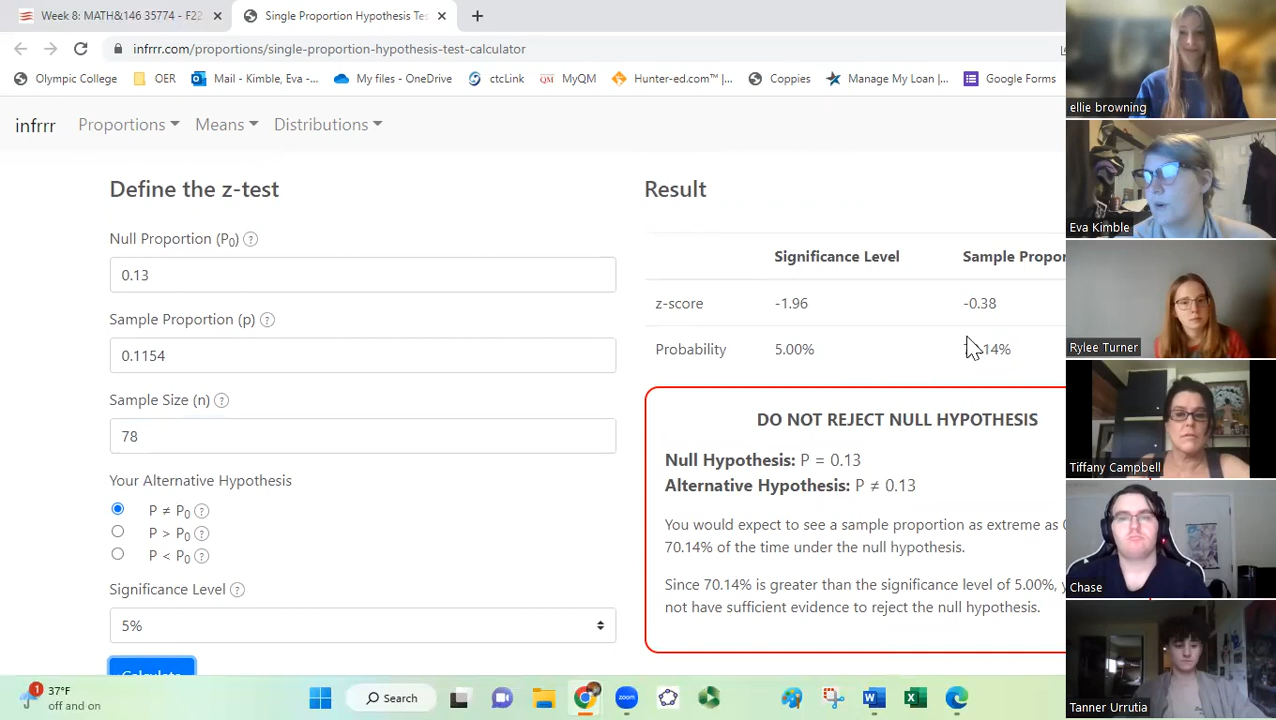 Week 8: MATH&146 35774 - F22
Single Proportion Hypothesis Tes
infrrr.com/proportions/single-proportion-hypothesis-test-calculator
Olympic College
OER
Mail - Kimble, Eva -...
My files - OneDrive
ctcLink
QM MyQM
Hunter-ed.com™ |...
Coppies
Manage My Loan |...
Google Forms
infrrr
Proportions
Means
Distributions
Define the z-test
Null Proportion (P0) ?
0.13
Sample Proportion (p) ?
0.1154
Sample Size (n) ?
78
Your Alternative Hypothesis
P ≠ P0 ?
P > P0 ?
P < P0 ?
Significance Level ?
5%
Calculate
Result
Significance Level Sample Propor
z-score -1.96 -0.38
Probability 5.00% 14%
DO NOT REJECT NULL HYPOTHESIS
Null Hypothesis: P = 0.13
Alternative Hypothesis: P ≠ 0.13
You would expect to see a sample proportion as extreme as
70.14% of the time under the null hypothesis.
Since 70.14% is greater than the significance level of 5.00%,
not have sufficient evidence to reject the null hypothesis.
ellie browning
Eva Kimble
Rylee Turner
Tiffany Campbell
Chase
Tanner Urrutia
1
37°F
off and on
Search
zoom